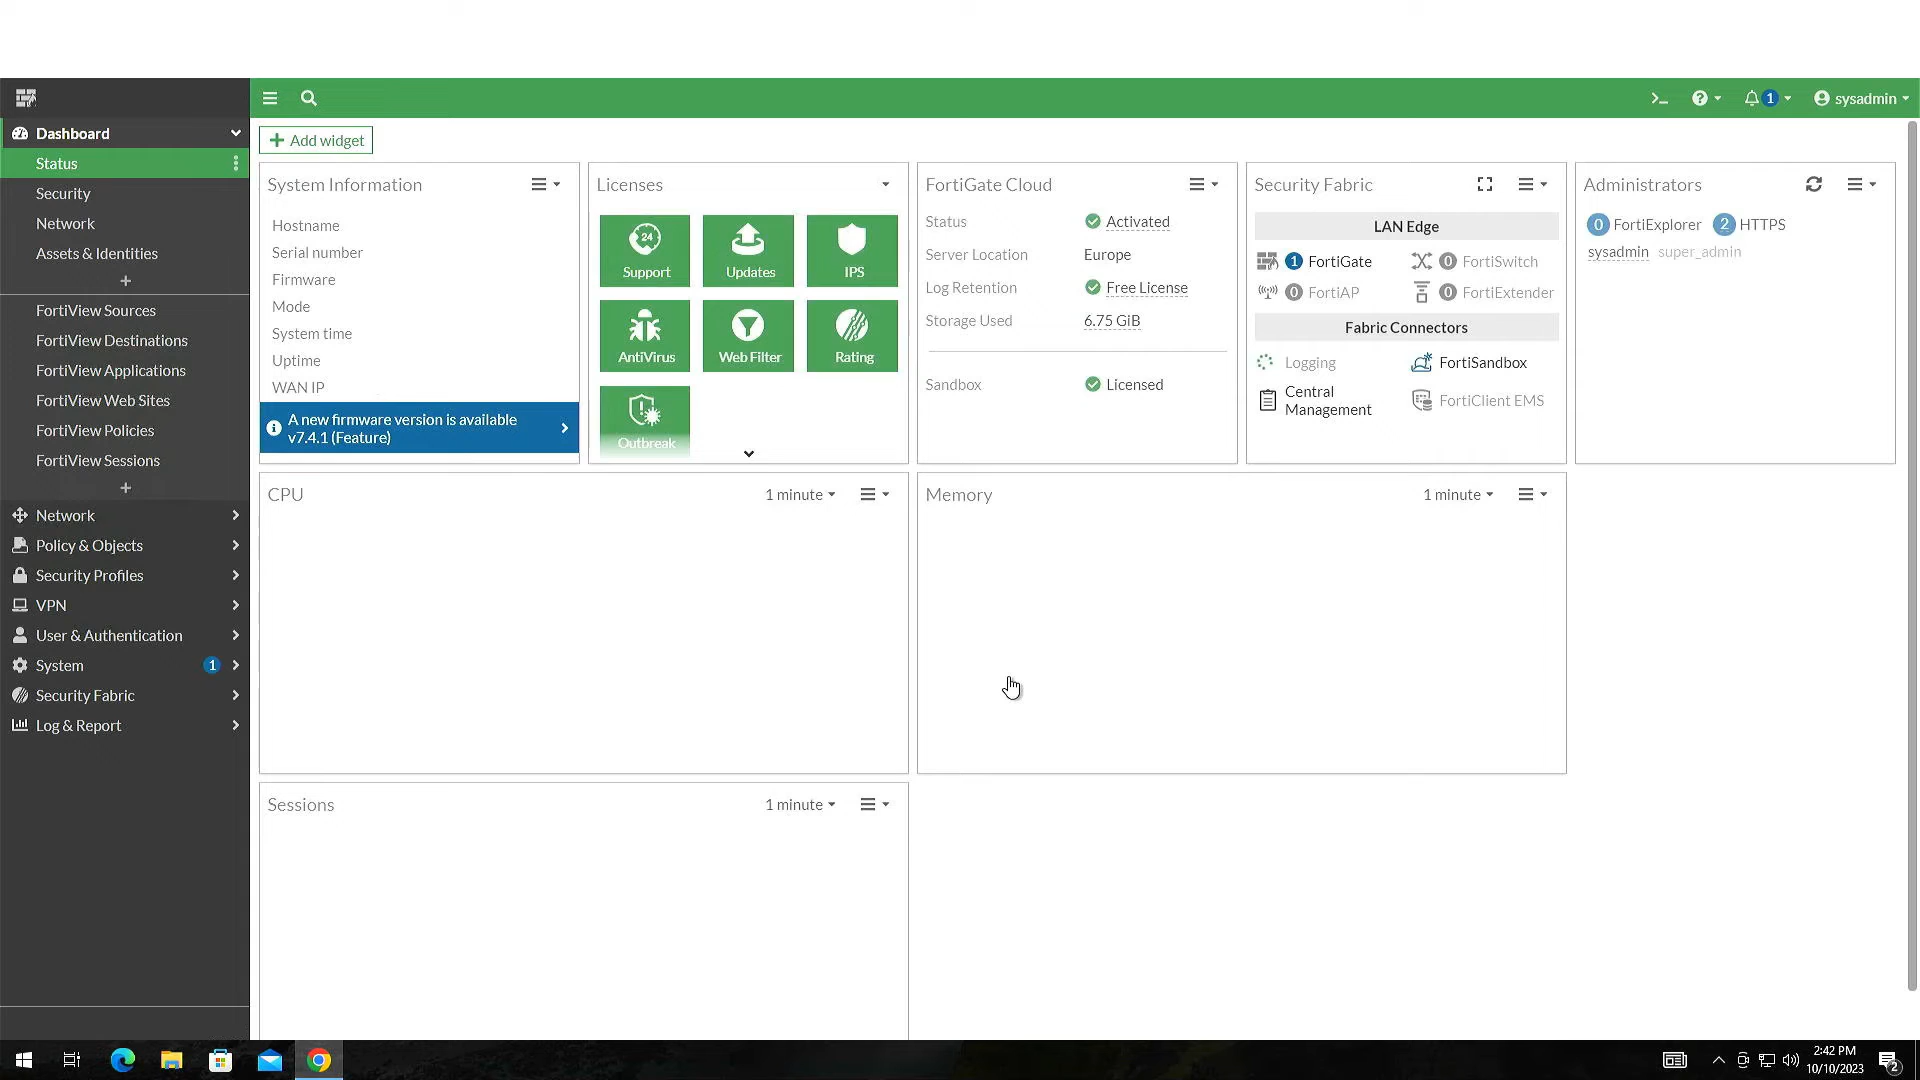 1
sysadmin
Dashboard
Status
Security
Network
Assets & Identities
FortiView Sources
FortiView Destinations
FortiView Applications
FortiView Web Sites
FortiView Policies
FortiView Sessions
Network
Policy & Objects
Security Profiles
VPN
User & Authentication
System 1
Security Fabric
Log & Report
Add widget
System Information
Hostname
Serial number
Firmware
Mode
System time
Uptime
WAN IP
A new firmware version is available
v7.4.1 (Feature)
Licenses
24
Support
Updates
IPS
AntiVirus
Web Filter
Rating
Outbreak
FortiGate Cloud
Status Activated
Server Location Europe
Log Retention Free License
Storage Used 6.75 GiB
Sandbox Licensed
Security Fabric
LAN Edge
1 FortiGate 0 FortiSwitch
0 FortiAP 0 FortiExtender
Fabric Connectors
Logging FortiSandbox
Central
Management
FortiClient EMS
Administrators
0 FortiExplorer 2 HTTPS
sysadmin super_admin
CPU 1 minute
Memory 1 minute
Sessions 1 minute
2:42 PM
10/10/2023
2